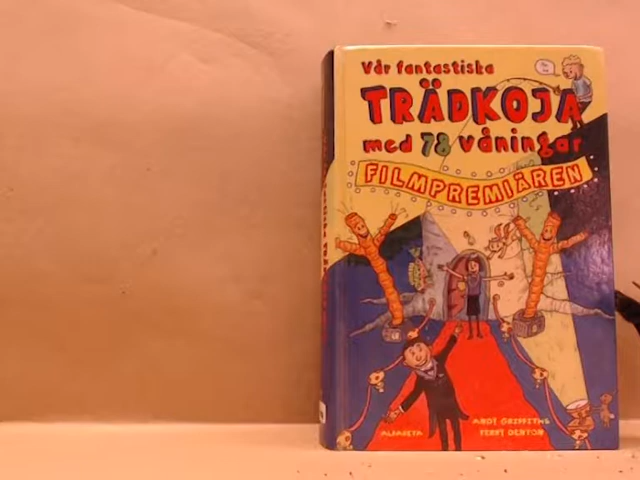 Vår fantastiska
TRÄDKOJA
med 78 våningar
FILMPREMIÄREN
ANDY GRIFFITHS
TERRY DENTON
ALFABETA